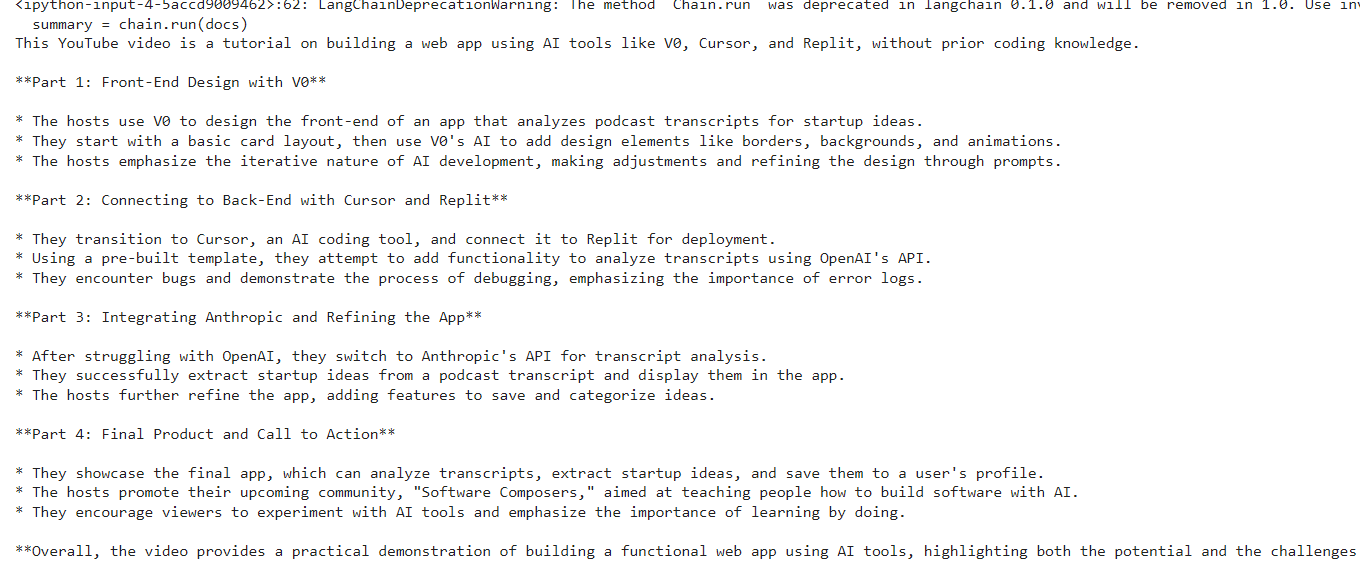 <ipython-input-4-5accd9009462>:62: LangChainDeprecationWarning: The method `Chain.run` was deprecated in langchain 0.1.0 and will be removed in 1.0. Use inv
  summary = chain.run(docs)
This YouTube video is a tutorial on building a web app using AI tools like V0, Cursor, and Replit, without prior coding knowledge.
**Part 1: Front-End Design with V0**
* The hosts use V0 to design the front-end of an app that analyzes podcast transcripts for startup ideas.
* They start with a basic card layout, then use V0's AI to add design elements like borders, backgrounds, and animations.
* The hosts emphasize the iterative nature of AI development, making adjustments and refining the design through prompts.
**Part 2: Connecting to Back-End with Cursor and Replit**
* They transition to Cursor, an AI coding tool, and connect it to Replit for deployment.
* Using a pre-built template, they attempt to add functionality to analyze transcripts using OpenAI's API.
* They encounter bugs and demonstrate the process of debugging, emphasizing the importance of error logs.
**Part 3: Integrating Anthropic and Refining the App**
* After struggling with OpenAI, they switch to Anthropic's API for transcript analysis.
* They successfully extract startup ideas from a podcast transcript and display them in the app.
* The hosts further refine the app, adding features to save and categorize ideas.
**Part 4: Final Product and Call to Action**
* They showcase the final app, which can analyze transcripts, extract startup ideas, and save them to a user's profile.
* The hosts promote their upcoming community, "Software Composers," aimed at teaching people how to build software with AI.
* They encourage viewers to experiment with AI tools and emphasize the importance of learning by doing.
**Overall, the video provides a practical demonstration of building a functional web app using AI tools, highlighting both the potential and the challenges